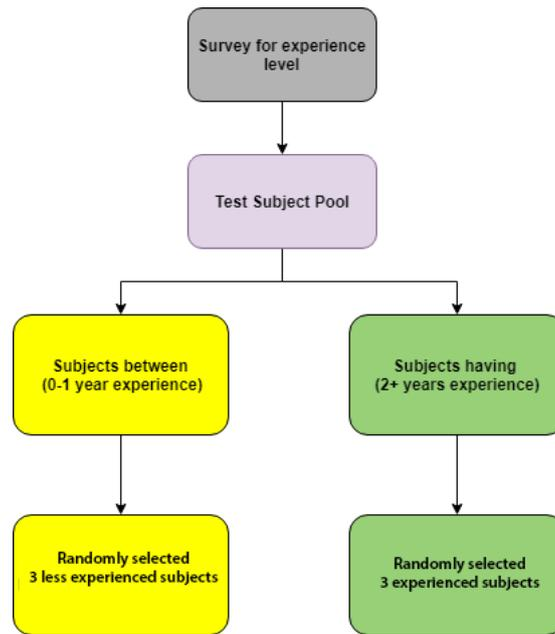 Survey for experience
level
Test Subject Pool
Subjects between
(0-1 year experience)
Subjects having
(2+ years experience)
Randomly selected
3 less experienced subjects
Randomly selected
3 experienced subjects